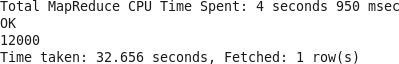 Total MapReduce CPU Time Spent: 4 seconds 950 msec
OK
12000
Time taken: 32.656 seconds, Fetched: 1 row(s)